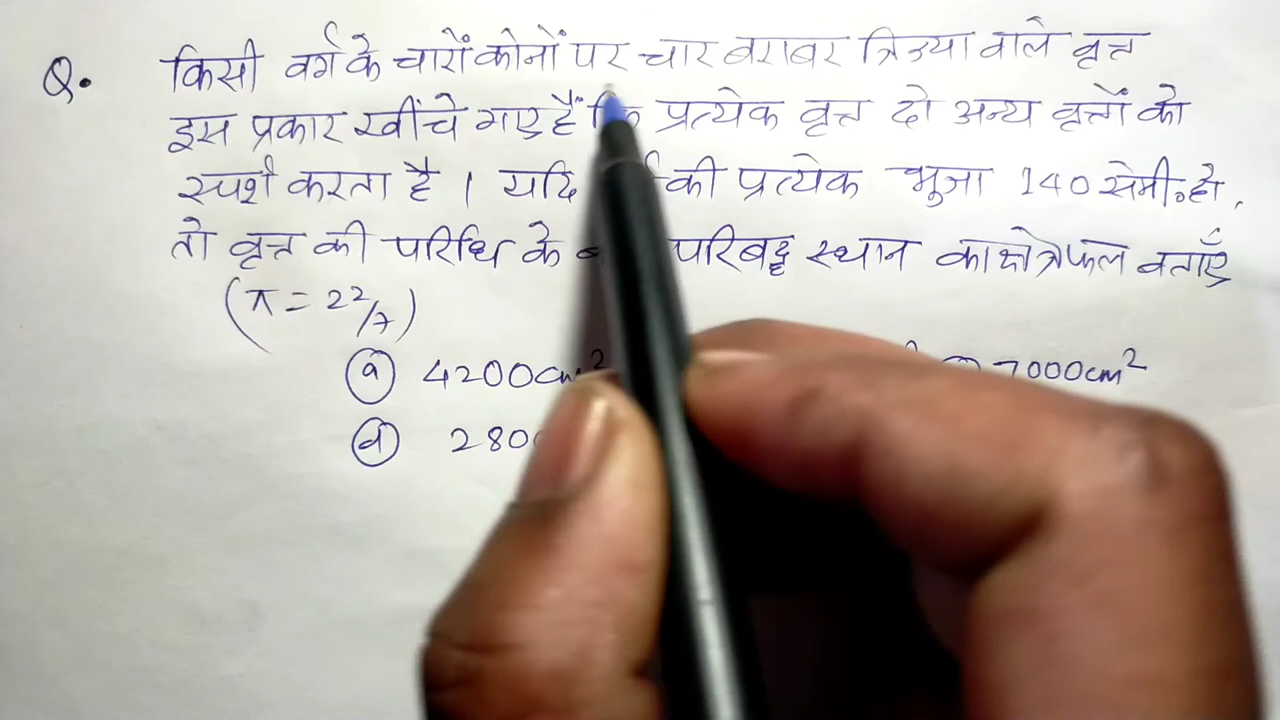 Q. किसी वर्ग के चारों कोनों पर चार बराबर त्रिज्या वाले वृत्त
इस प्रकार खींचे गए हैं कि प्रत्येक वृत्त दो अन्य वृत्तों को
स्पर्श करता है । यदि की प्रत्येक भुजा 140 सेमी. हो,
तो वृत्त की परिधि के परिबद्ध स्थान का क्षेत्रफल बताएँ
(π = 22/7)
(a) 4200cm² 7000cm²
(d) 280